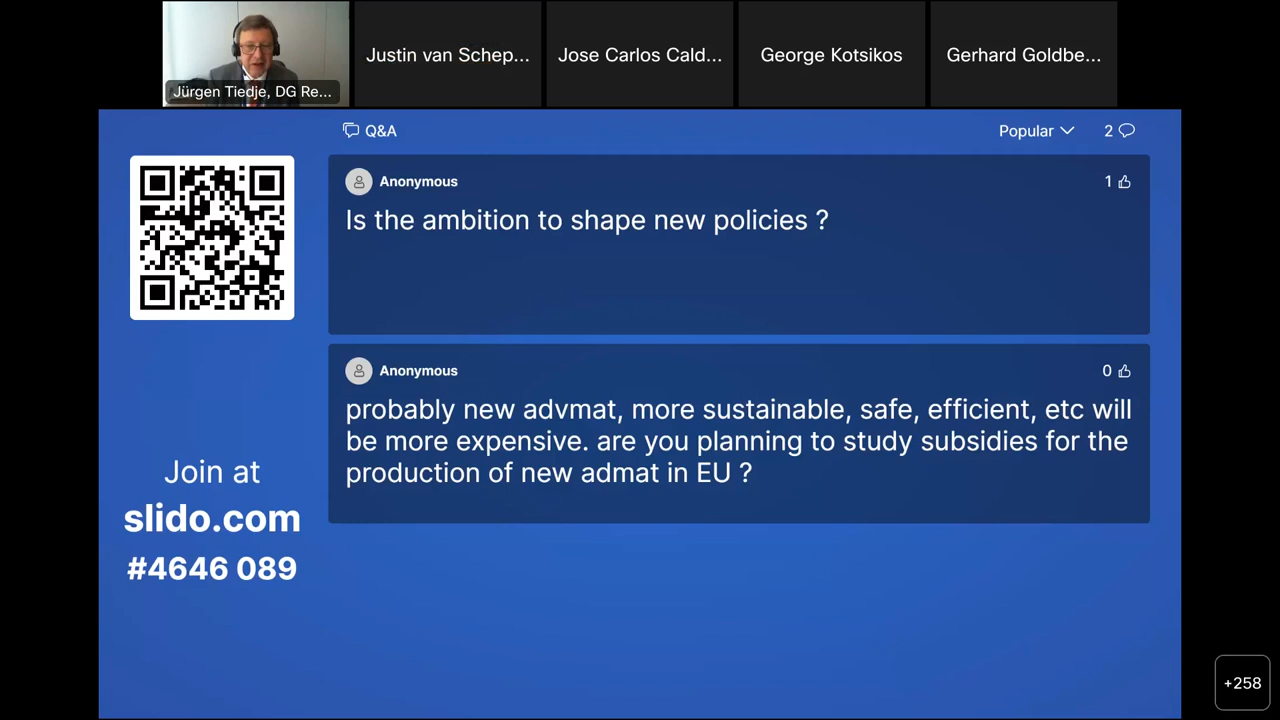 Jürgen Tiedje, DG Re...
Justin van Schep...
Jose Carlos Cald...
George Kotsikos
Gerhard Goldbe...
Q&A
Popular
2
Anonymous
1
Is the ambition to shape new policies ?
Anonymous
0
probably new advmat, more sustainable, safe, efficient, etc will
be more expensive. are you planning to study subsidies for the
production of new admat in EU ?
Join at
slido.com
#4646 089
+258